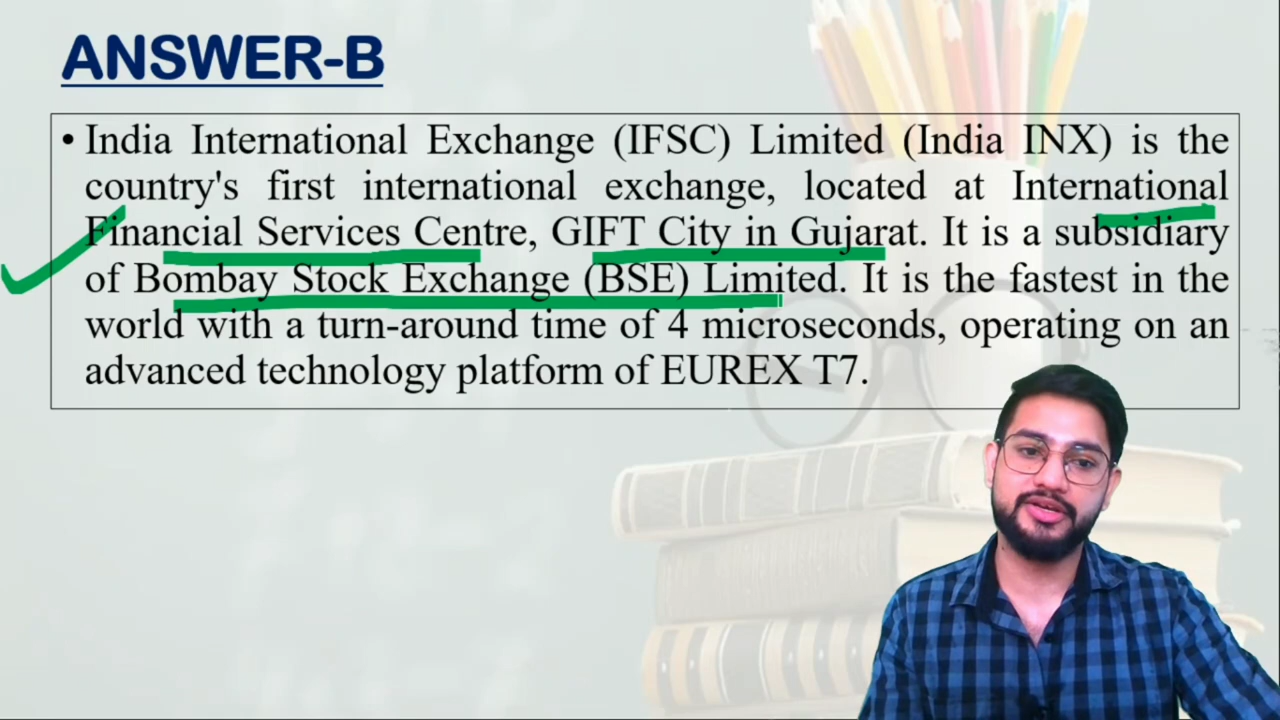 ANSWER-B
• India International Exchange (IFSC) Limited (India INX) is the
country's first international exchange, located at International
Financial Services Centre, GIFT City in Gujarat. It is a subsidiary
of Bombay Stock Exchange (BSE) Limited. It is the fastest in the
world with a turn-around time of 4 microseconds, operating on an
advanced technology platform of EUREX T7.